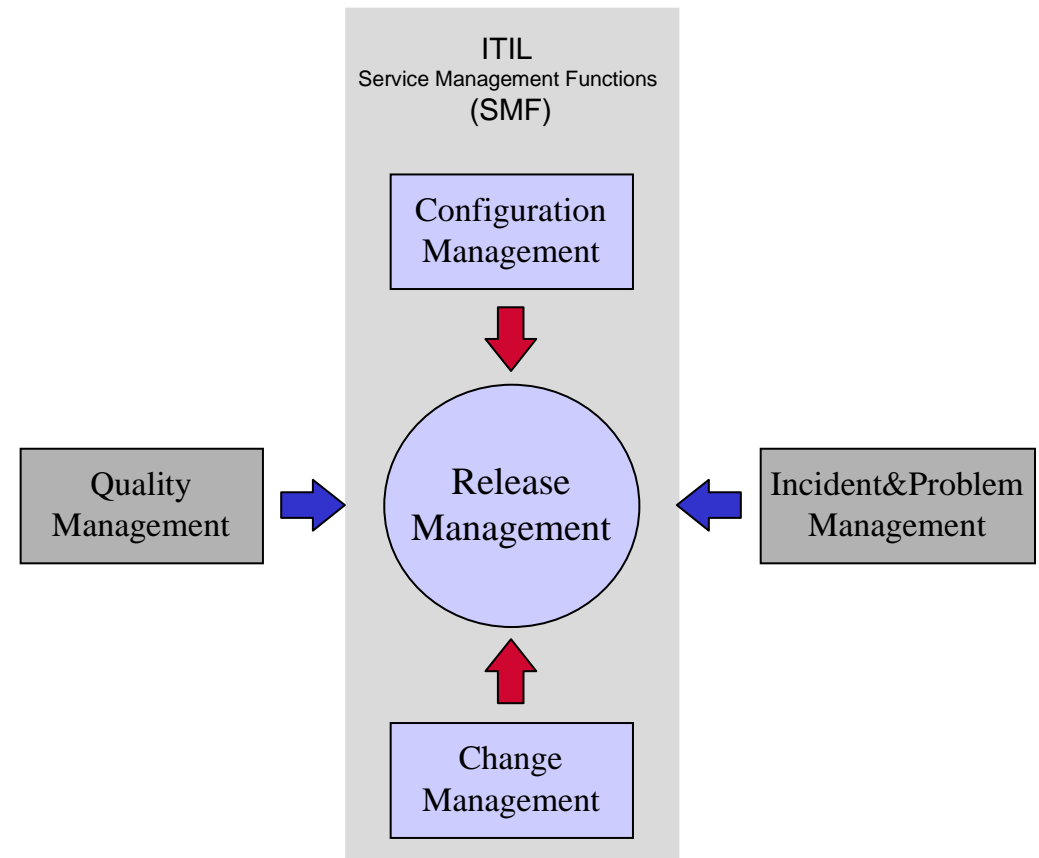 ITIL
Service Management Functions
(SMF)
Configuration
Management
Quality
Management
Release
Management
Incident&Problem
Management
Change
Management